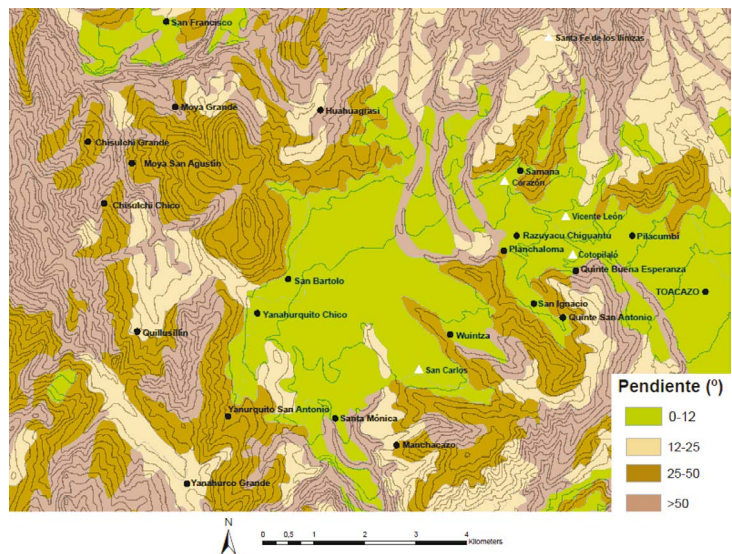 San Francisco
Santa Fe de los Ilinizas
Moya Grande
Huahuagrasi
Chisulchi Grande
Moya San Agustín
Samana
Corazón
Chisulchi Chico
Vicente León
Razuyacu Chiguantu
Pilacumbí
Planchaloma
Cotopilaló
Quinte Buena Esperanza
San Bartolo
TOACAZO
San Ignacio
Yanahurquito Chico
Quinte San Antonio
Quillusillín
Wuintza
San Carlos
Pendiente (º)
0-12
12-25
25-50
>50
Yanurquito San Antonio
Santa Mónica
Manchacazo
Yanahurco Grande
N
0 0,5 1 2 3 4
Kilometers